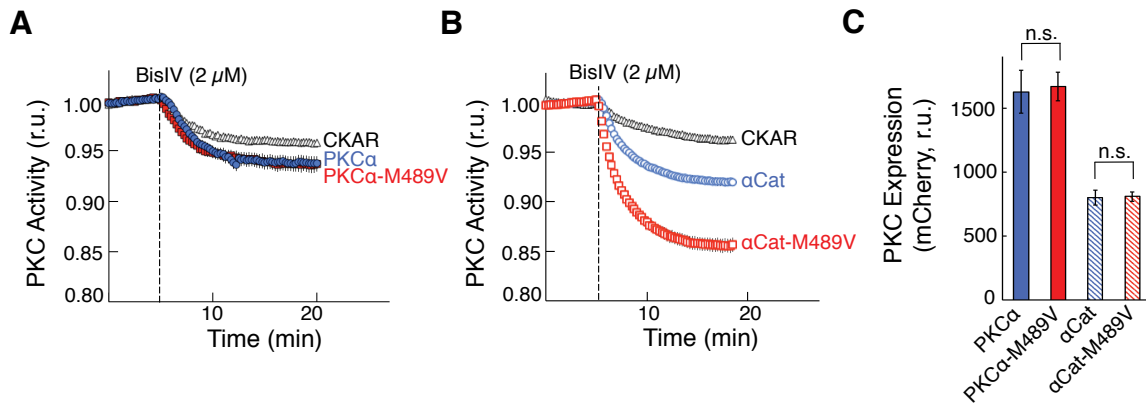 A
BisIV (2 µM)
PKC Activity (r.u.)
1.00
0.95
0.90
0.85
0.80
CKAR
PKCα
PKCα-M489V
10
20
Time (min)
B
BisIV (2 µM)
PKC Activity (r.u.)
1.00
0.95
0.90
0.85
0.80
CKAR
αCat
αCat-M489V
10
20
Time (min)
C
n.s.
n.s.
PKC Expression
(mCherry, r.u.)
1500
1000
500
0
PKCα
PKCα-M489V
αCat
αCat-M489V